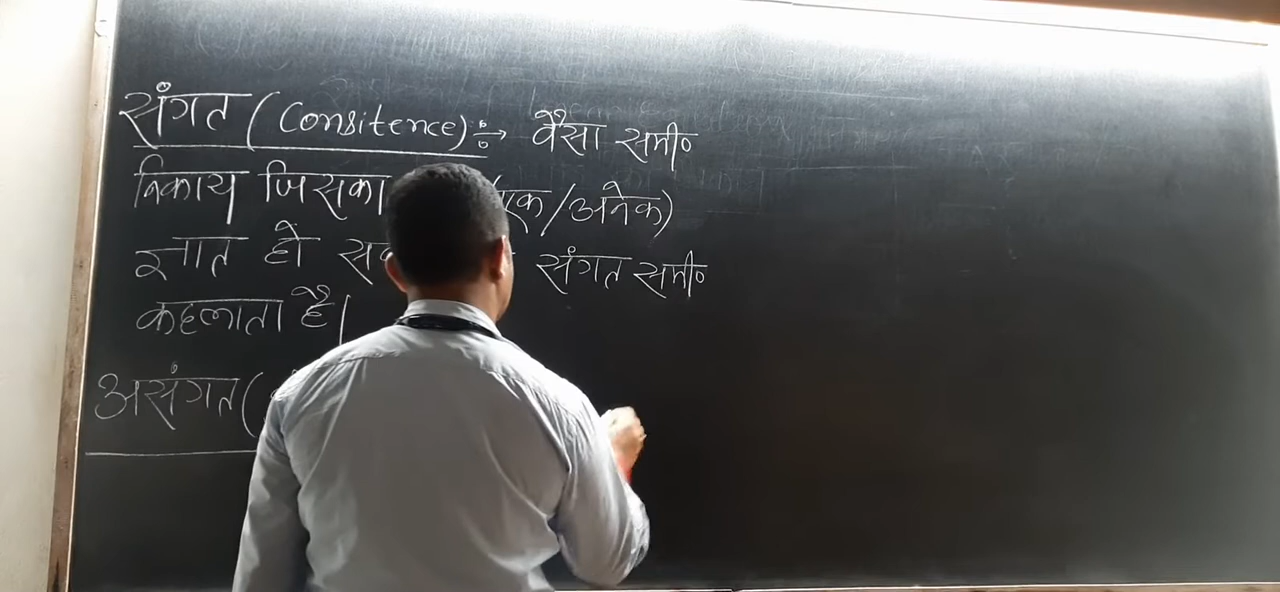 संगत (Consitence):→ वैसा समी०
निकाय जिसका (एक/अनेक)
ज्ञात हो संगत समी०
कहलाता है।
असंगत (